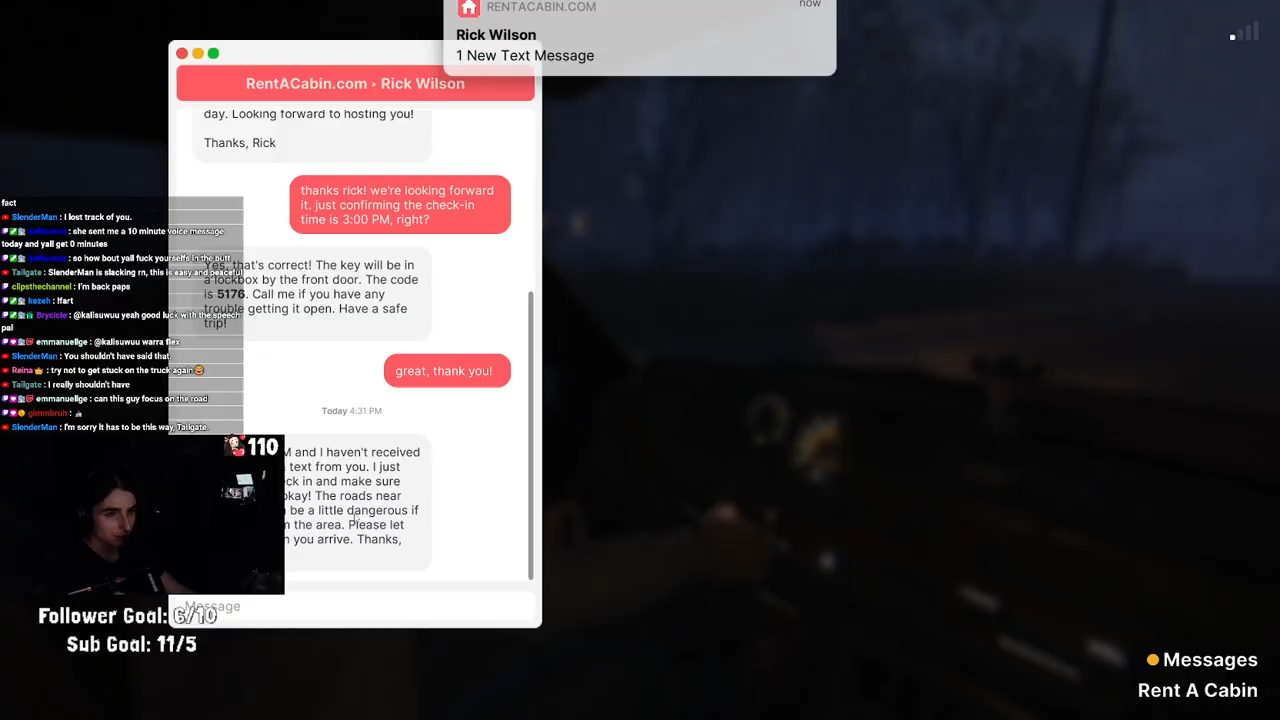 RENTACABIN.COM
now
Rick Wilson
1 New Text Message
RentACabin.com ▸ Rick Wilson
day. Looking forward to hosting you!
Thanks, Rick
thanks rick! we're looking forward
it. just confirming the check-in
time is 3:00 PM, right?
Yes, that's correct! The key will be in
a lockbox by the front door. The code
is 5176. Call me if you have any
trouble getting it open. Have a safe
trip!
great, thank you!
Today 4:31 PM
M and I haven't received
text from you. I just
eck in and make sure
okay! The roads near
n be a little dangerous if
m the area. Please let
n you arrive. Thanks,
Message
fact
SlenderMan : I lost track of you.
kalisuwuu : she sent me a 10 minute voice message
today and yall get 0 minutes
kalisuwuu : so how bout yall fuck yourselfs in the butt
Tailgate : SlenderMan is slacking rn, this is easy and peaceful
clipsthechannel : I'm back paps
kezeh : !fart
Brycicle : @kalisuwuu yeah good luck with the speech
pal
emmanuellge : @kalisuwuu warra flex
SlenderMan : You shouldn't have said that.
Reina : try not to get stuck on the truck again
Tailgate : I really shouldn't have
emmanuellge : can this guy focus on the road
gimmbruh :
SlenderMan : I'm sorry it has to be this way, Tailgate.
110
Follower Goal: 6/10
Sub Goal: 11/5
Messages
Rent A Cabin